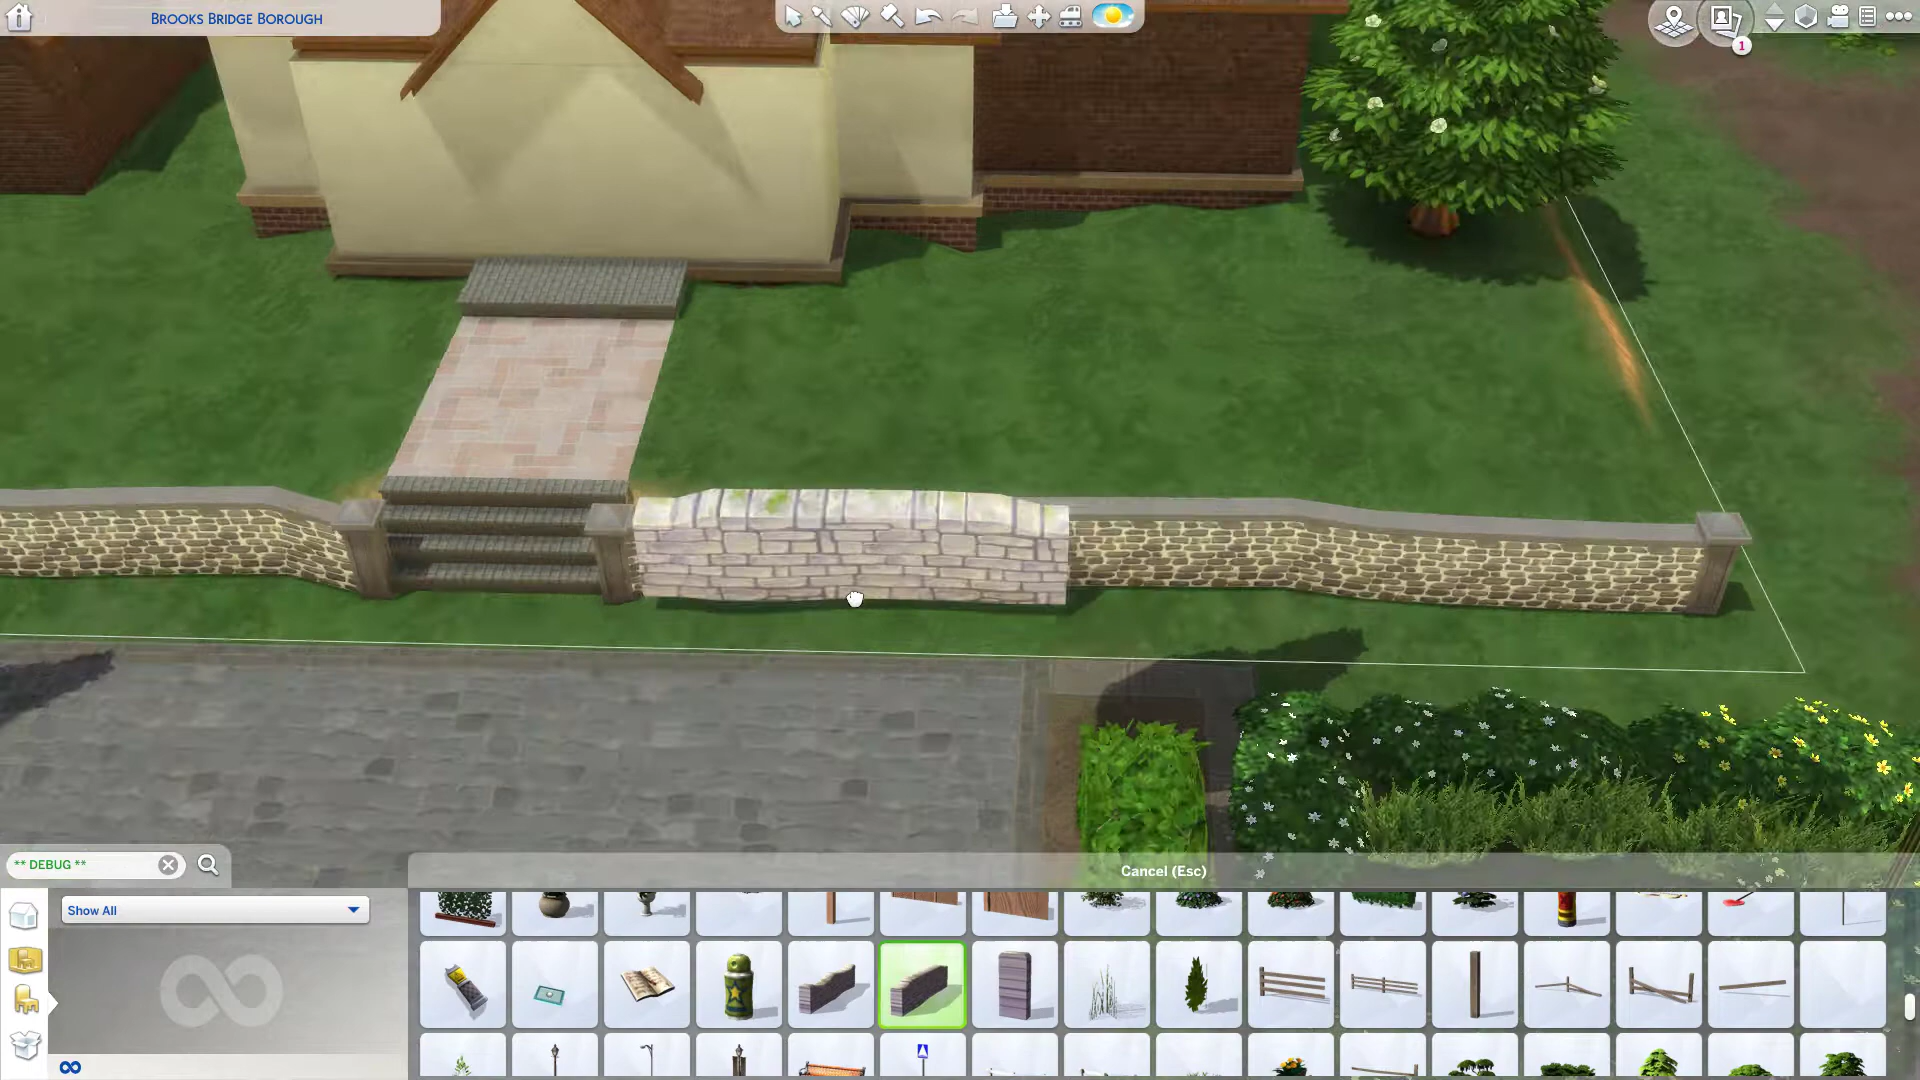 BROOKS BRIDGE BOROUGH
1
** DEBUG **
Cancel (Esc)
Show All